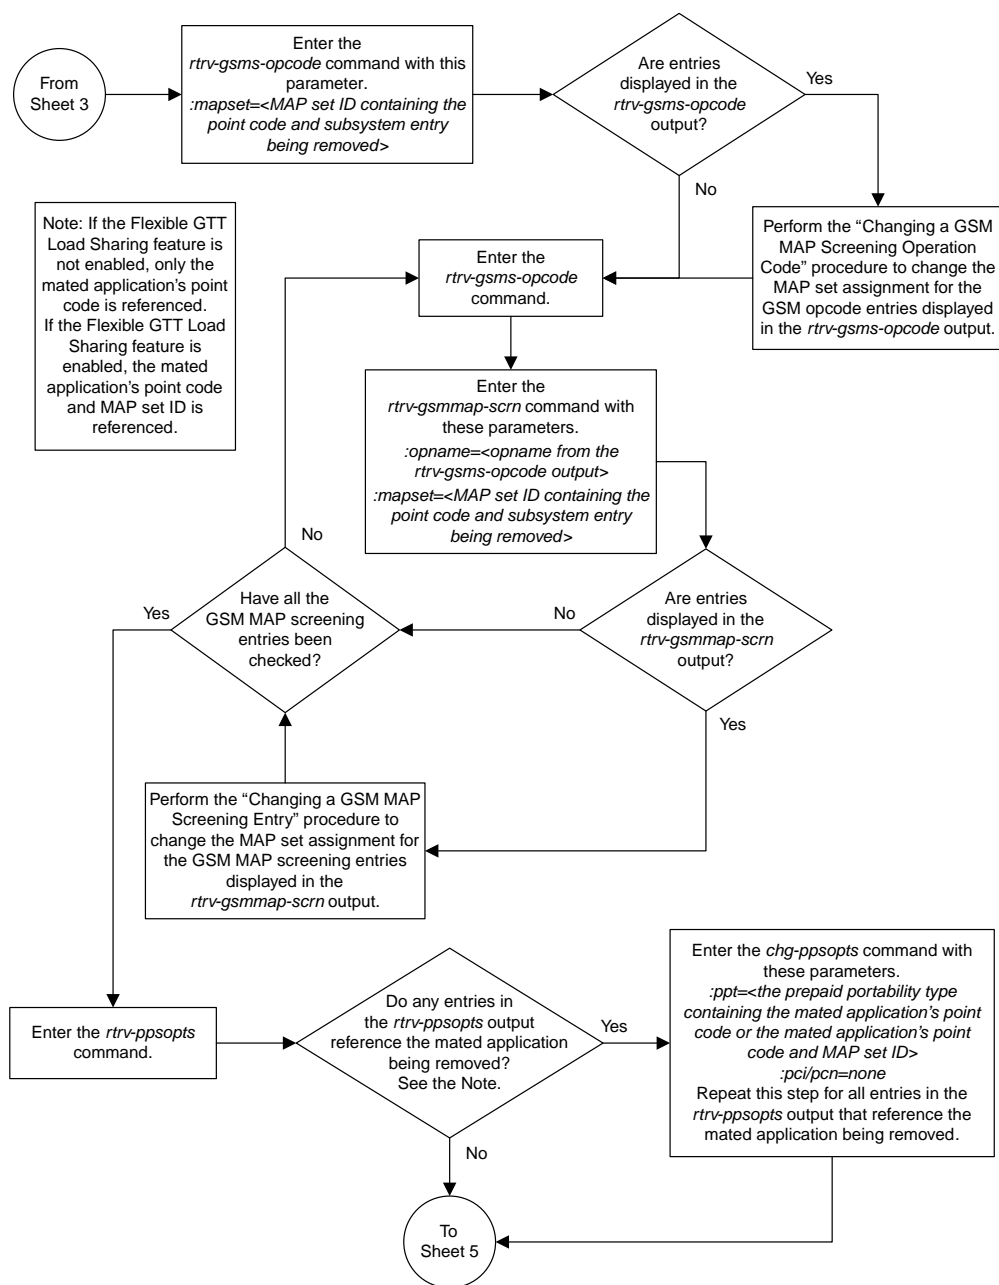 From
Sheet 3
Enter the
rtrv-gsms-opcode
command with this
parameter.
:mapset=<MAP set ID containing the
point code and subsystem entry
being removed>
Are entries
displayed in the
rtrv-gsms-opcode
output?
Yes
No
Note: If the Flexible GTT
Load Sharing feature is
not enabled, only the
mated application's point
code is referenced.
If the Flexible GTT Load
Sharing feature is
enabled, the mated
application's point code
and MAP set ID is
referenced.
Enter the
rtrv-gsms-opcode
command.
Perform the “Changing a GSM
MAP Screening Operation
Code” procedure to change the
MAP set assignment for the
GSM opcode entries displayed
in the rtrv-gsms-opcode output.
Enter the
rtrv-gsmmap-scrn command with
these parameters.
:opname=<opname from the
rtrv-gsms-opcode output>
:mapset=<MAP set ID containing the
point code and subsystem entry
being removed>
No
Yes
Have all the
GSM MAP screening
entries been
checked?
No
Are entries
displayed in the
rtrv-gsmmap-scrn
output?
Yes
Perform the “Changing a GSM MAP
Screening Entry” procedure to
change the MAP set assignment for
the GSM MAP screening entries
displayed in the
rtrv-gsmmap-scrn output.
Enter the rtrv-ppsopts
command.
Do any entries in
the rtrv-ppsopts output
reference the mated application
being removed?
See the Note.
Yes
No
Enter the chg-ppsopts command with
these parameters.
:ppt=<the prepaid portability type
containing the mated application's point
code or the mated application's point
code and MAP set ID>
:pci/pcn=none
Repeat this step for all entries in the
rtrv-ppsopts output that reference the
mated application being removed.
To
Sheet 5